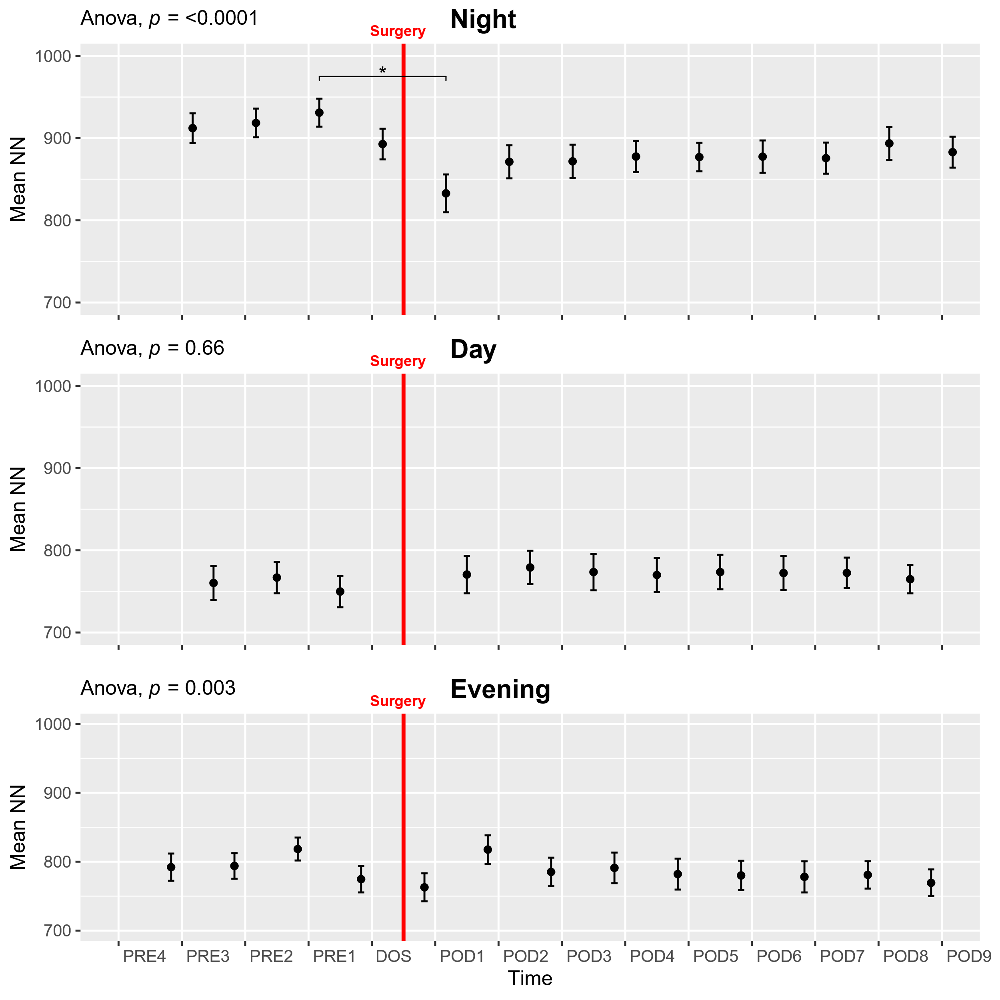 Anova, p = <0.0001
Night
Surgery
1000
*
900
800
700
Mean NN
Anova, p = 0.66
Day
Surgery
1000
900
800
700
Mean NN
Anova, p = 0.003
Evening
Surgery
1000
900
800
700
Mean NN
PRE4 PRE3 PRE2 PRE1 DOS POD1 POD2 POD3 POD4 POD5 POD6 POD7 POD8 POD9
Time